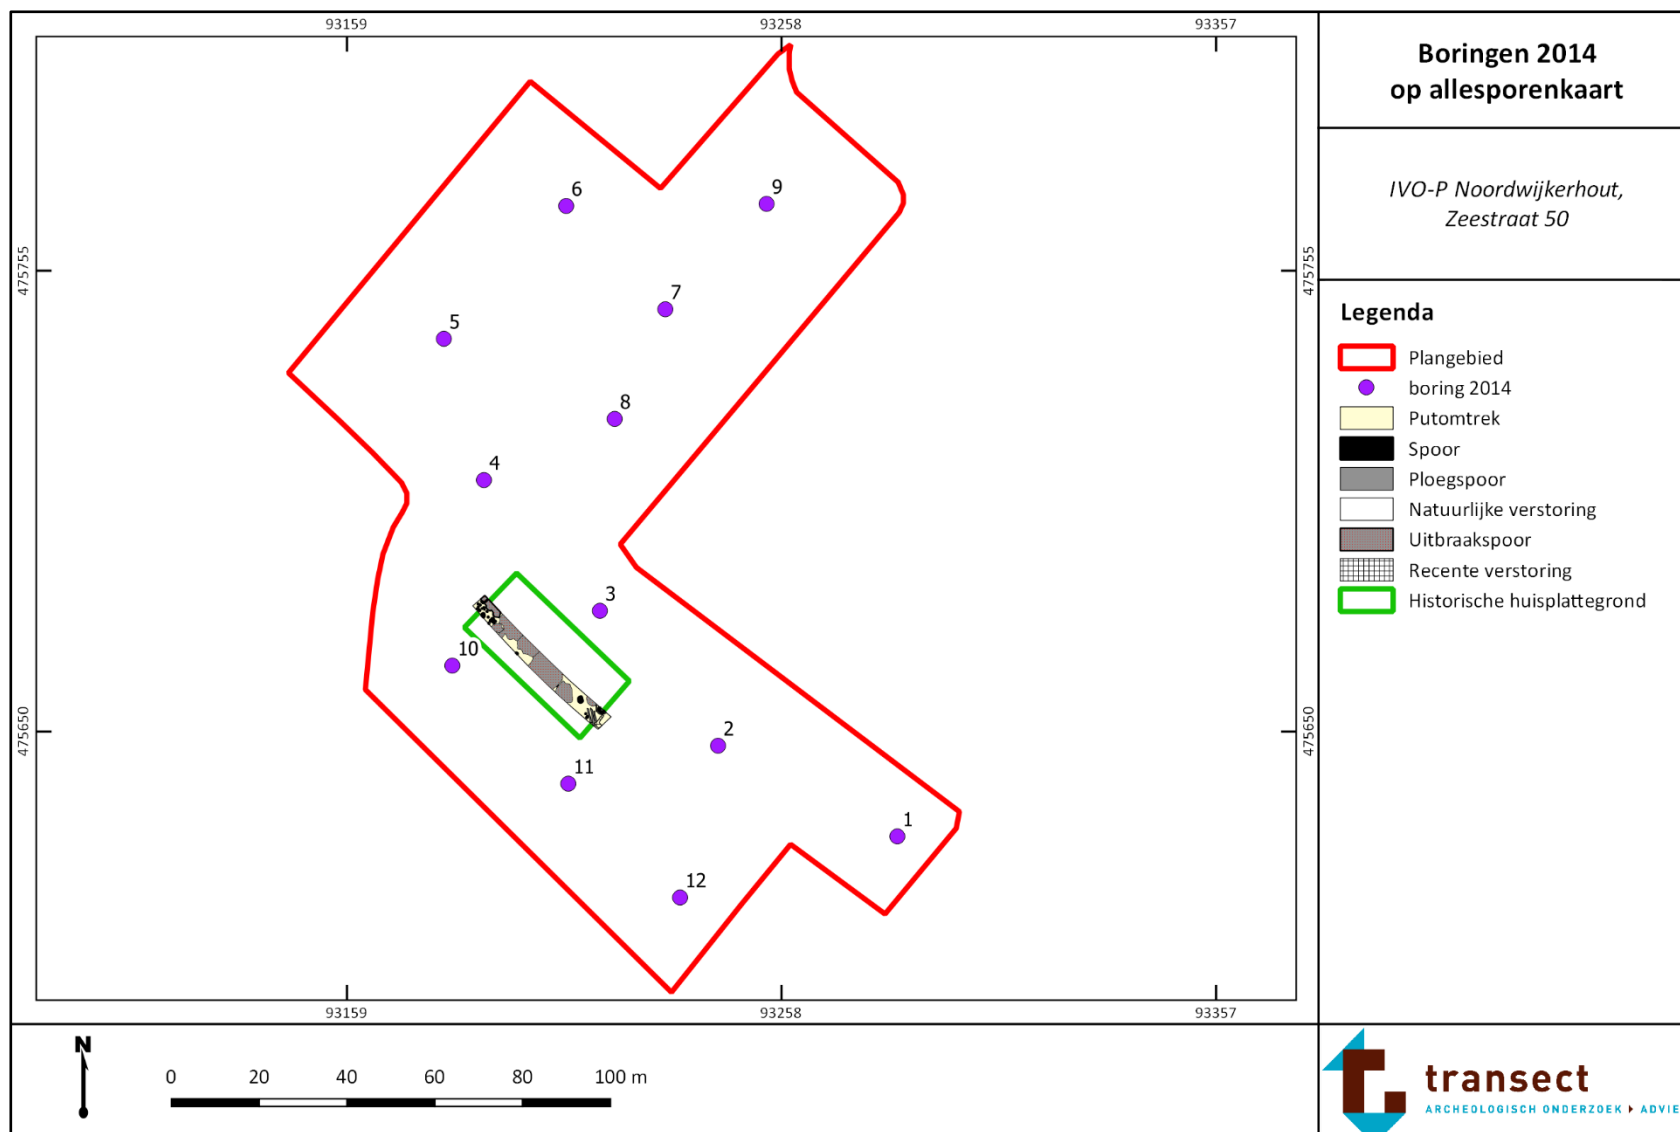 93159
93258
93357
Boringen 2014
op allesporenkaart
IVO-P Noordwijkerhout,
Zeestraat 50
475755
475755
475650
475650
6
9
7
5
8
4
3
10
2
11
1
12
Legenda
Plangebied
boring 2014
Putomtrek
Spoor
Ploegspoor
Natuurlijke verstoring
Uitbraakspoor
Recente verstoring
Historische huisplattegrond
93159
93258
93357
N
0 20 40 60 80 100 m
transect
ARCHEOLOGISCH ONDERZOEK ADVIE